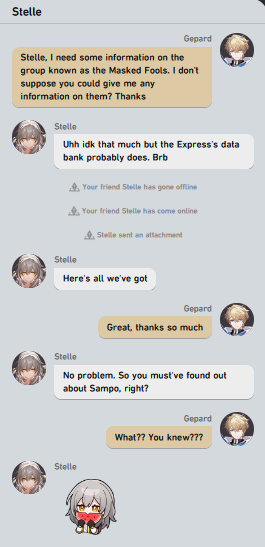 Stelle
Gepard
Stelle, I need some information on the
group known as the Masked Fools. I don't
suppose you could give me any
information on them? Thanks
Stelle
Uhh idk that much but the Express's data
bank probably does. Brb
Your friend Stelle has gone offline
Your friend Stelle has come online
Stelle sent an attachment
Stelle
Here's all we've got
Gepard
Great, thanks so much
Stelle
No problem. So you must've found out
about Sampo, right?
Gepard
What?? You knew???
Stelle